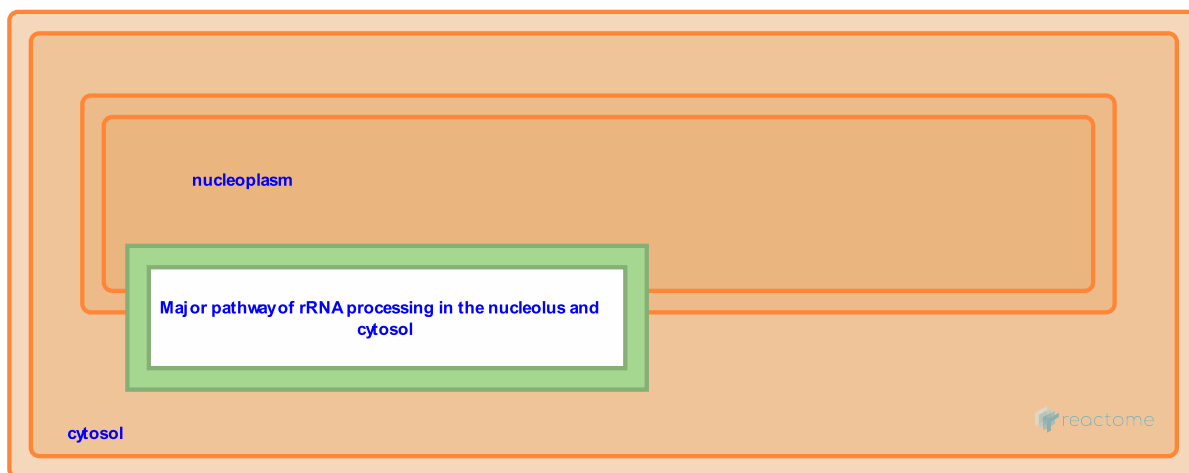 nucleoplasm
Major pathway of rRNA processing in the nucleolus and
cytosol
cytosol
reactome